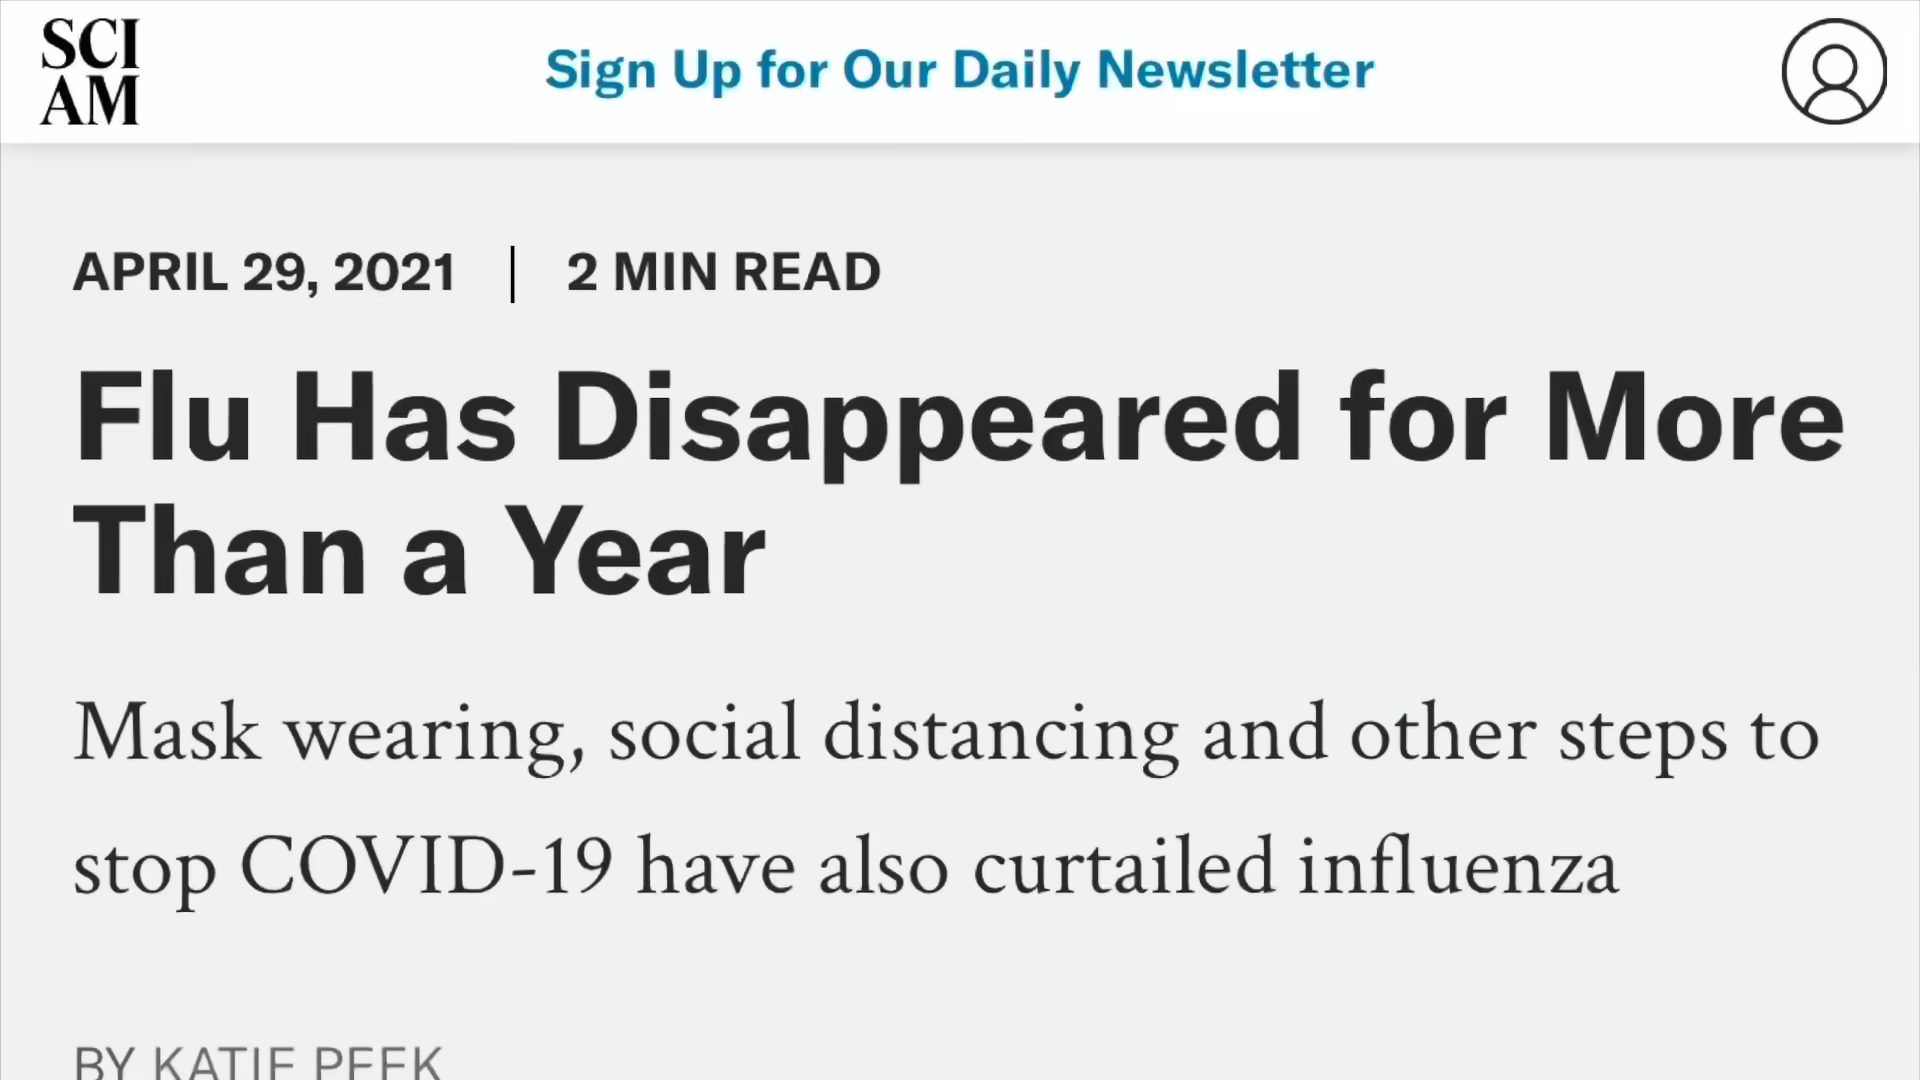 SCI
AM
Sign Up for Our Daily Newsletter
APRIL 29, 2021 | 2 MIN READ
Flu Has Disappeared for More
Than a Year
Mask wearing, social distancing and other steps to
stop COVID-19 have also curtailed influenza
BY KATIE PEEK